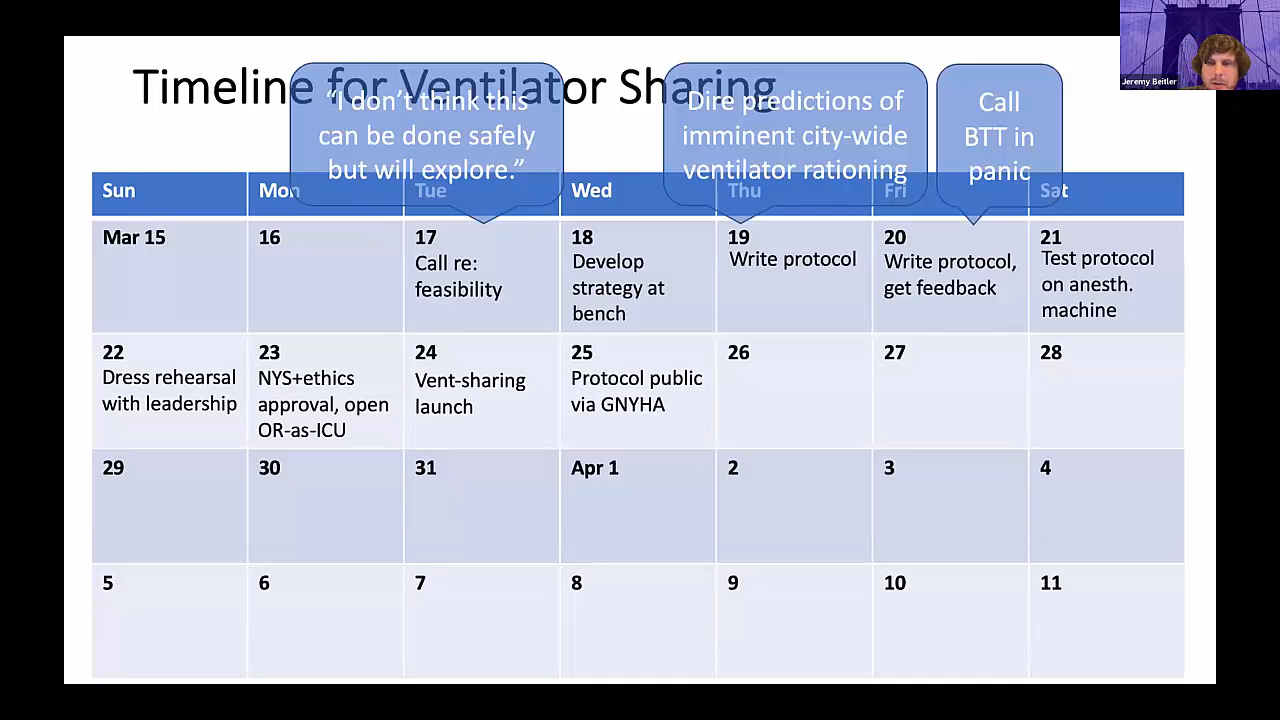 Jeremy Beitler
Timeline for Ventilator Sharing
“I don’t think this
can be done safely
but will explore.”
Dire predictions of
imminent city-wide
ventilator rationing
Call
BTT in
panic
Sun Mon Tue Wed Thu Fri Sat
Mar 15
16
17
Call re:
feasibility
18
Develop
strategy at
bench
19
Write protocol
20
Write protocol,
get feedback
21
Test protocol
on anesth.
machine
22
Dress rehearsal
with leadership
23
NYS+ethics
approval, open
OR-as-ICU
24
Vent-sharing
launch
25
Protocol public
via GNYHA
26
27
28
29
30
31
Apr 1
2
3
4
5
6
7
8
9
10
11